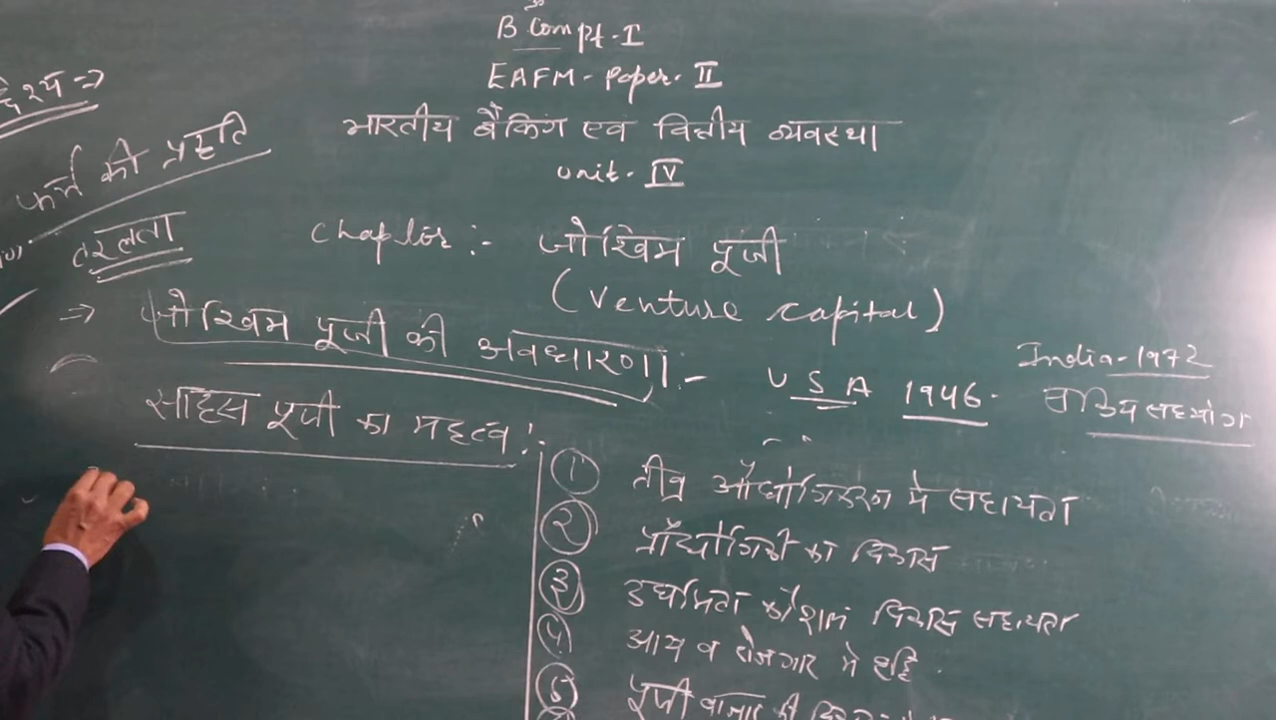 B Com pt. I
EAFM - Paper - II
भारतीय बैंकिंग एवं वित्तीय व्यवस्था
unit - IV
Chapter :- जोखिम पूंजी
(Venture Capital)
द्देश्य ⇒
फर्म की प्रकृति
तरलता
⇒ जोखिम पूंजी की अवधारणा :-
USA 1946.
India - 1972
सहयोग
साहस पूंजी का महत्व :-
① तीव्र औद्योगिकरण में सहायता
② प्रौद्योगिकी का विकास
③ उद्यमिता कौशल विकास सहायता
④ आय व रोजगार में वृद्धि.
⑤ पूंजी बाजार